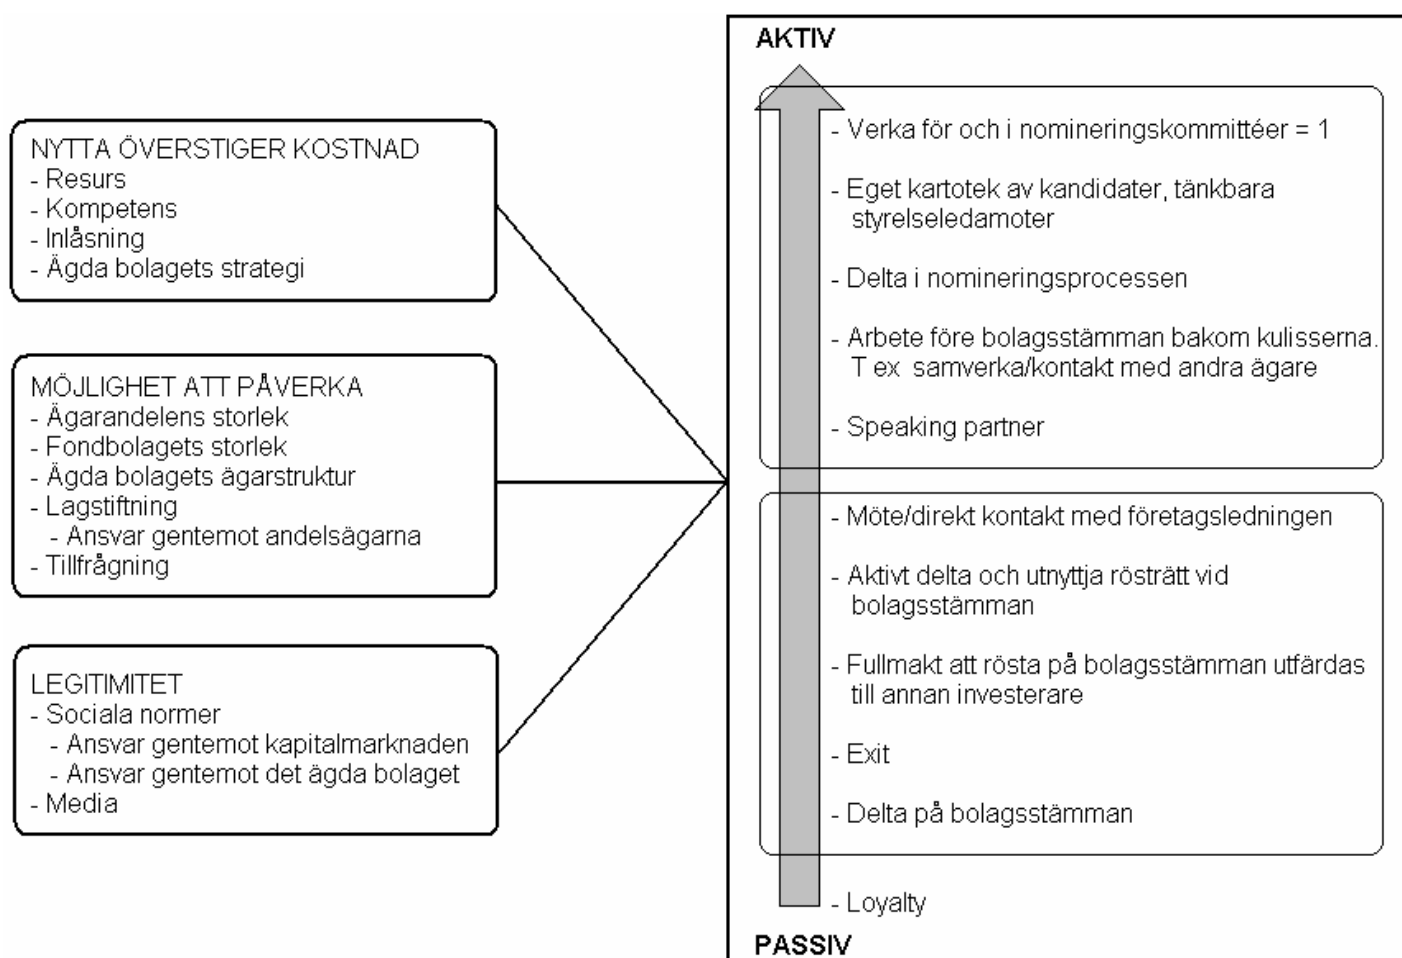 NYTTA ÖVERSTIGER KOSTNAD
- Resurs
- Kompetens
- Inlåsning
- Ägda bolagets strategi
MÖJLIGHET ATT PÅVERKA
- Ägarandelens storlek
- Fondbolagets storlek
- Ägda bolagets ägarstruktur
- Lagstiftning
- Ansvar gentemot andelsägarna
- Tillfrågning
LEGITIMITET
- Sociala normer
- Ansvar gentemot kapitalmarknaden
- Ansvar gentemot det ägda bolaget
- Media
AKTIV
- Verka för och i nomineringskommittéer = 1
- Eget kartotek av kandidater, tänkbara
styrelseledamoter
- Delta i nomineringsprocessen
- Arbete före bolagsstämman bakom kulisserna.
T ex samverka/kontakt med andra ägare
- Speaking partner
- Möte/direkt kontakt med företagsledningen
- Aktivt delta och utnyttja rösträtt vid
bolagsstämman
- Fullmakt att rösta på bolagsstämman utfärdas
till annan investerare
- Exit
- Delta på bolagsstämman
- Loyalty
PASSIV